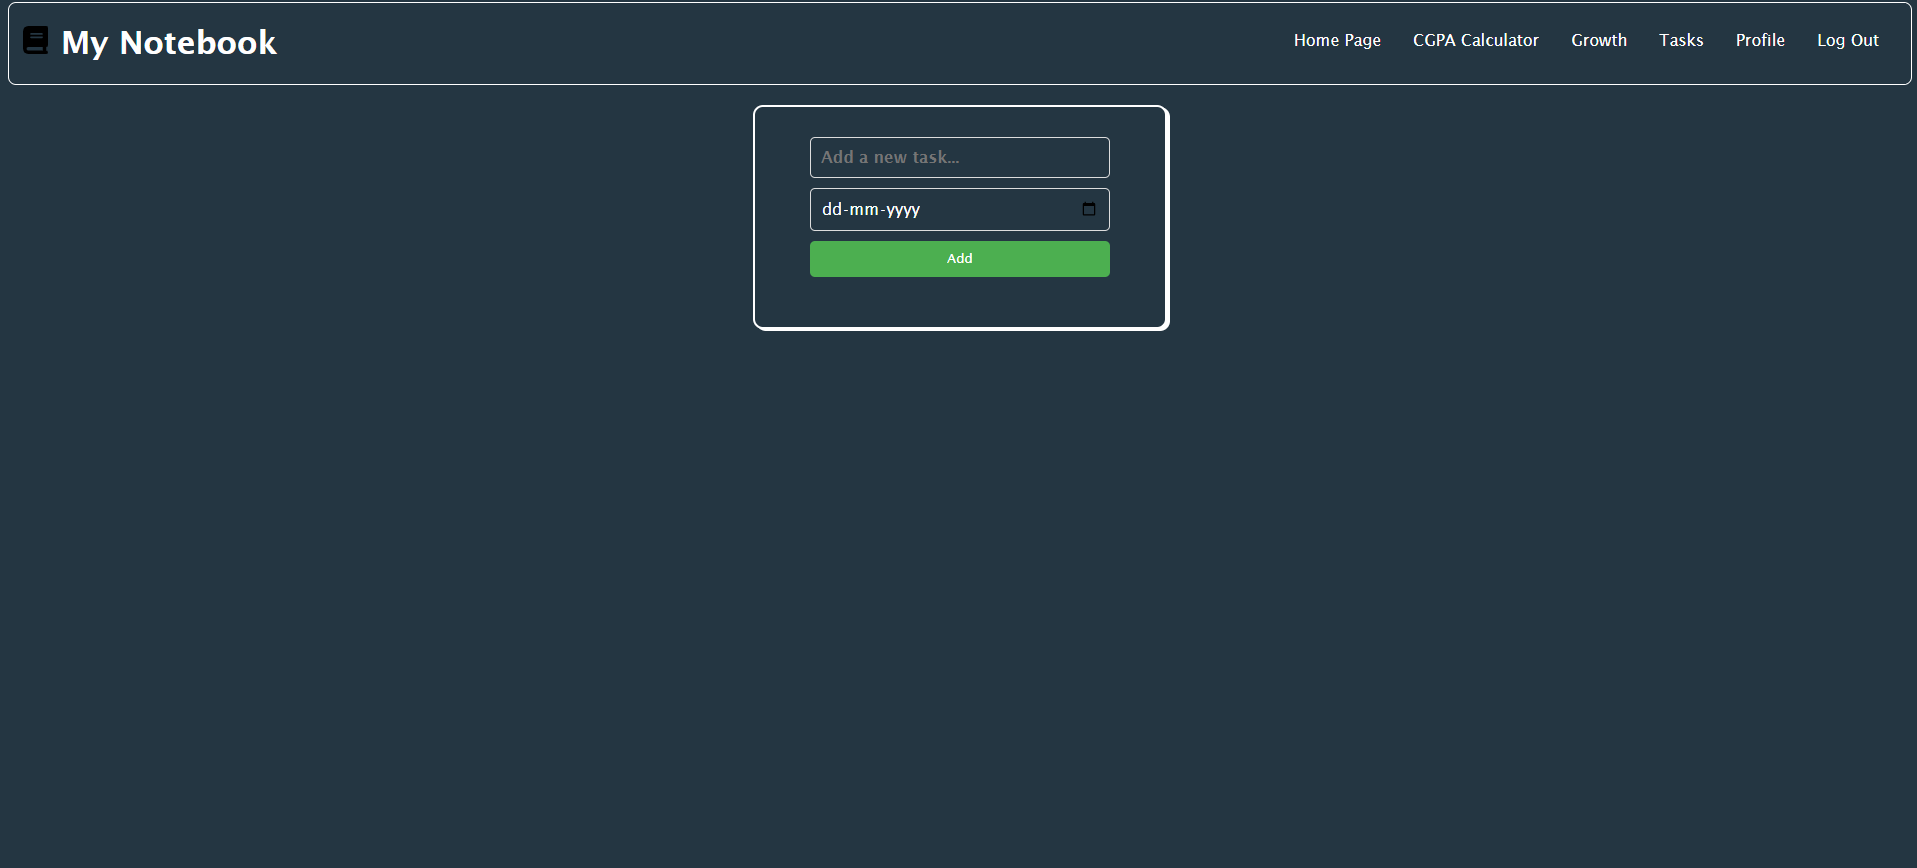 My Notebook
Home Page CGPA Calculator Growth Tasks Profile Log Out
Add a new task...
dd-mm-yyyy
Add